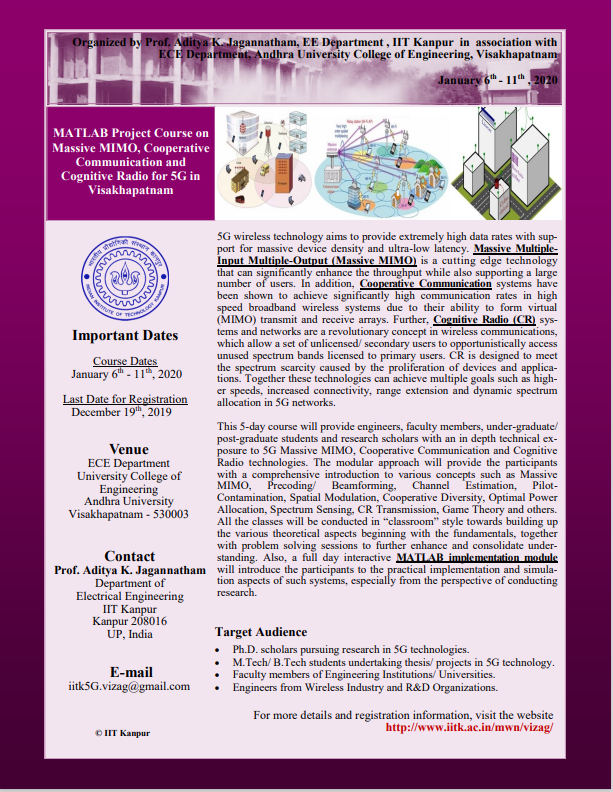 Organized by Prof. Aditya K. Jagannatham, EE Department , IIT Kanpur in association with
ECE Department, Andhra University College of Engineering, Visakhapatnam
January 6th - 11th , 2020
MATLAB Project Course on
Massive MIMO, Cooperative
Communication and
Cognitive Radio for 5G in
Visakhapatnam
Important Dates
Course Dates
January 6th - 11th, 2020
Last Date for Registration
December 19th, 2019
Venue
ECE Department
University College of
Engineering
Andhra University
Visakhapatnam - 530003
Contact
Prof. Aditya K. Jagannatham
Department of
Electrical Engineering
IIT Kanpur
Kanpur 208016
UP, India
E-mail
iitk5G.vizag@gmail.com
© IIT Kanpur
5G wireless technology aims to provide extremely high data rates with sup-
port for massive device density and ultra-low latency. Massive Multiple-
Input Multiple-Output (Massive MIMO) is a cutting edge technology
that can significantly enhance the throughput while also supporting a large
number of users. In addition, Cooperative Communication systems have
been shown to achieve significantly high communication rates in high
speed broadband wireless systems due to their ability to form virtual
(MIMO) transmit and receive arrays. Further, Cognitive Radio (CR) sys-
tems and networks are a revolutionary concept in wireless communications,
which allow a set of unlicensed/ secondary users to opportunistically access
unused spectrum bands licensed to primary users. CR is designed to meet
the spectrum scarcity caused by the proliferation of devices and applica-
tions. Together these technologies can achieve multiple goals such as high-
er speeds, increased connectivity, range extension and dynamic spectrum
allocation in 5G networks.
This 5-day course will provide engineers, faculty members, under-graduate/
post-graduate students and research scholars with an in depth technical ex-
posure to 5G Massive MIMO, Cooperative Communication and Cognitive
Radio technologies. The modular approach will provide the participants
with a comprehensive introduction to various concepts such as Massive
MIMO, Precoding/ Beamforming, Channel Estimation, Pilot-
Contamination, Spatial Modulation, Cooperative Diversity, Optimal Power
Allocation, Spectrum Sensing, CR Transmission, Game Theory and others.
All the classes will be conducted in “classroom” style towards building up
the various theoretical aspects beginning with the fundamentals, together
with problem solving sessions to further enhance and consolidate under-
standing. Also, a full day interactive MATLAB implementation module
will introduce the participants to the practical implementation and simula-
tion aspects of such systems, especially from the perspective of conducting
research.
Target Audience
• Ph.D. scholars pursuing research in 5G technologies.
• M.Tech/ B.Tech students undertaking thesis/ projects in 5G technology.
• Faculty members of Engineering Institutions/ Universities.
• Engineers from Wireless Industry and R&D Organizations.
For more details and registration information, visit the website
http://www.iitk.ac.in/mwn/vizag/